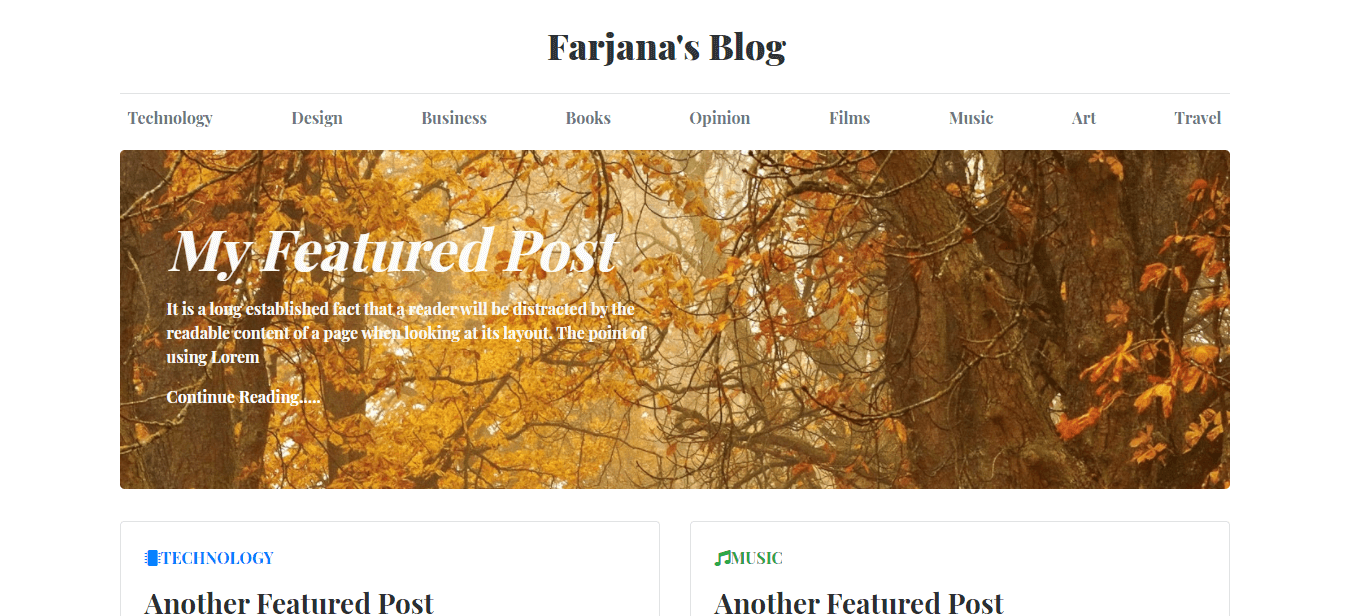 Farjana's Blog
Technology Design Business Books Opinion Films Music Art Travel
My Featured Post
It is a long established fact that a reader will be distracted by the
readable content of a page when looking at its layout. The point of
using Lorem
Continue Reading.....
TECHNOLOGY
Another Featured Post
MUSIC
Another Featured Post